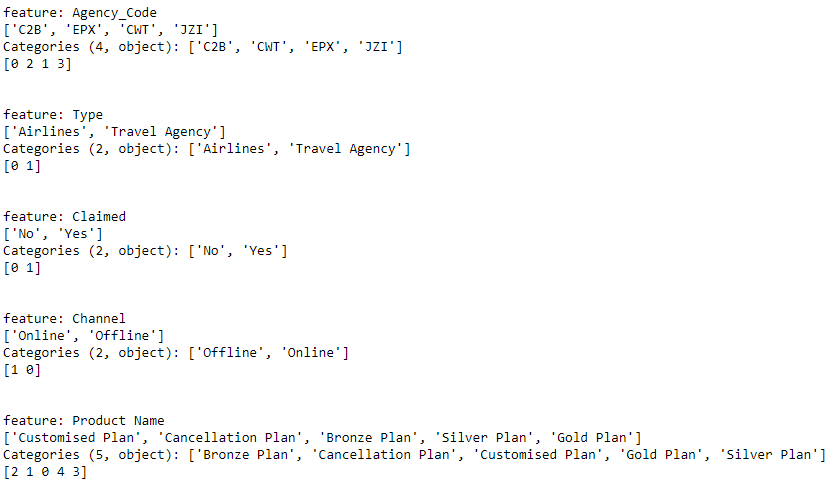 feature: Agency_Code
['C2B', 'EPX', 'CWT', 'JZI']
Categories (4, object): ['C2B', 'CWT', 'EPX', 'JZI']
[0 2 1 3]
feature: Type
['Airlines', 'Travel Agency']
Categories (2, object): ['Airlines', 'Travel Agency']
[0 1]
feature: Claimed
['No', 'Yes']
Categories (2, object): ['No', 'Yes']
[0 1]
feature: Channel
['Online', 'Offline']
Categories (2, object): ['Offline', 'Online']
[1 0]
feature: Product Name
['Customised Plan', 'Cancellation Plan', 'Bronze Plan', 'Silver Plan', 'Gold Plan']
Categories (5, object): ['Bronze Plan', 'Cancellation Plan', 'Customised Plan', 'Gold Plan', 'Silver Plan']
[2 1 0 4 3]